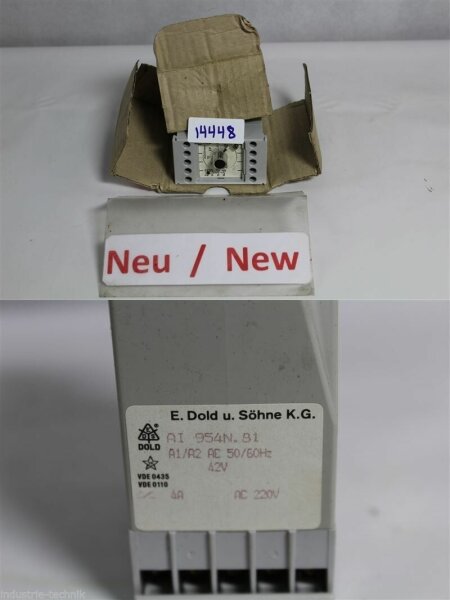 14448
Neu / New
E. Dold u. Söhne K.G.
DOLD
AI 954N.81
A1/A2 AC 50/60Hz
42V
VDE 0435
VDE 0110
4A AC 220V
industrie-technik